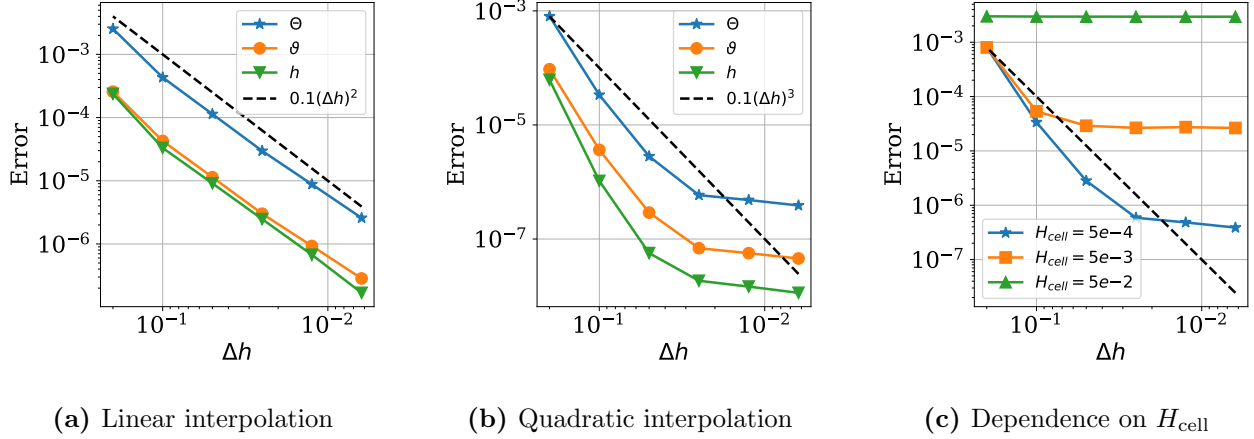 Error
10⁻³
10⁻⁴
10⁻⁵
10⁻⁶
Θ
ϑ
h
0.1(Δh)²
10⁻¹
10⁻²
Δh
(a) Linear interpolation
Error
10⁻³
10⁻⁵
10⁻⁷
Θ
ϑ
h
0.1(Δh)³
10⁻¹
10⁻²
Δh
(b) Quadratic interpolation
Error
10⁻³
10⁻⁴
10⁻⁵
10⁻⁶
10⁻⁷
H_cell = 5e−4
H_cell = 5e−3
H_cell = 5e−2
10⁻¹
10⁻²
Δh
(c) Dependence on H_cell